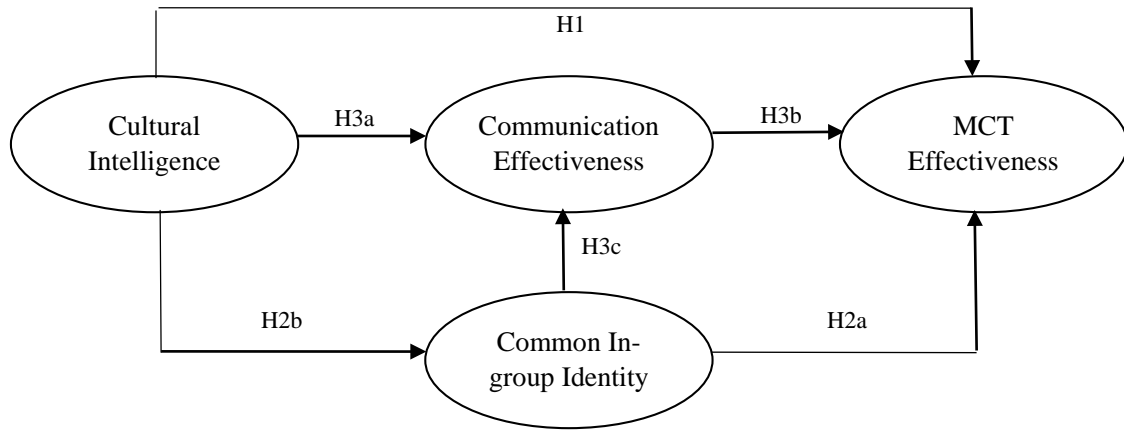 H1
Cultural
Intelligence
H3a
Communication
Effectiveness
H3b
MCT
Effectiveness
H3c
H2b
Common In-
group Identity
H2a